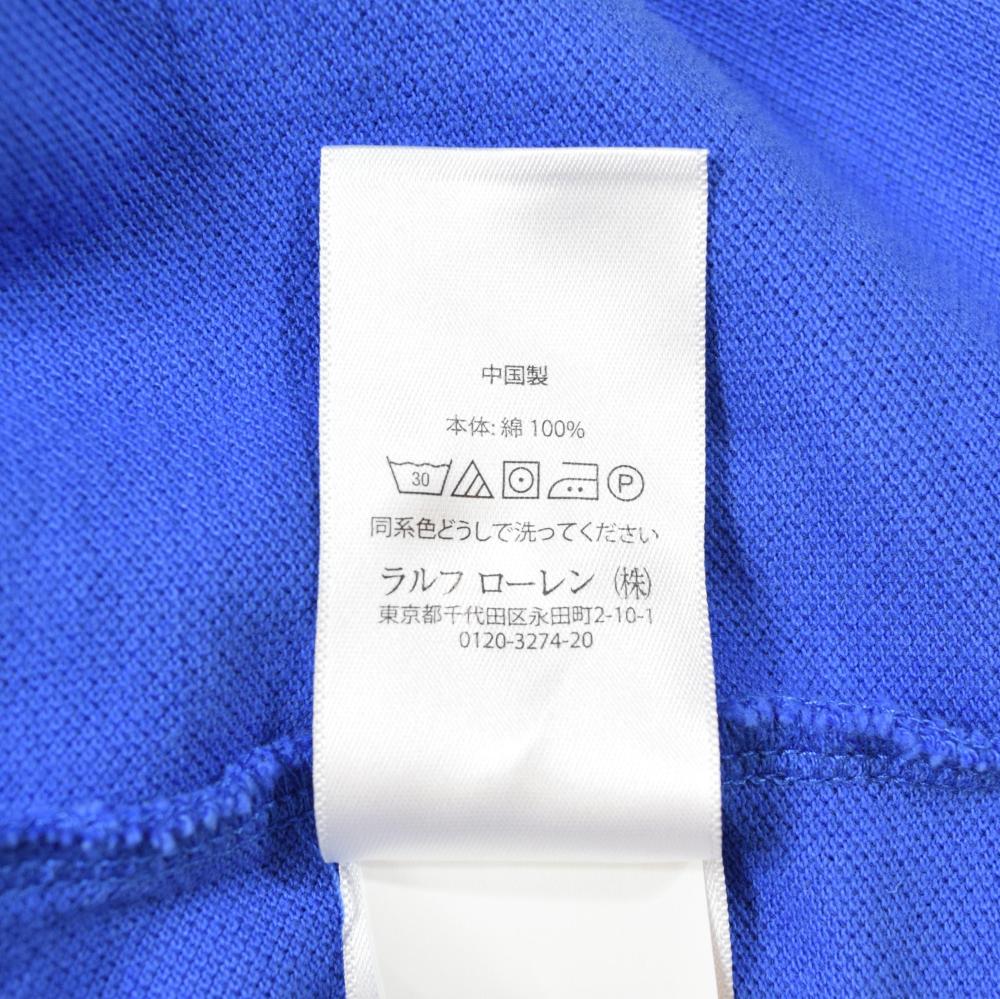 中国製
本体: 綿 100%
30 P
同系色どうしで洗ってください
ラルフ ローレン (株)
東京都千代田区永田町2-10-1
0120-3274-20